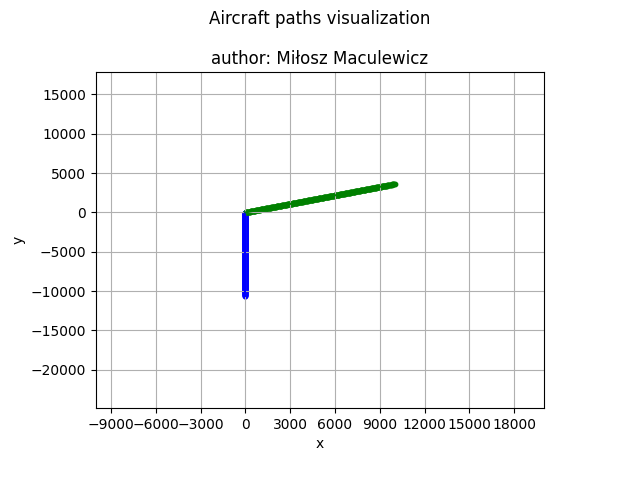 Aircraft paths visualization
author: Miłosz Maculewicz
15000
10000
5000
0
−5000
−10000
−15000
−20000
y
−9000 −6000 −3000 0 3000 6000 9000 12000 15000 18000
x